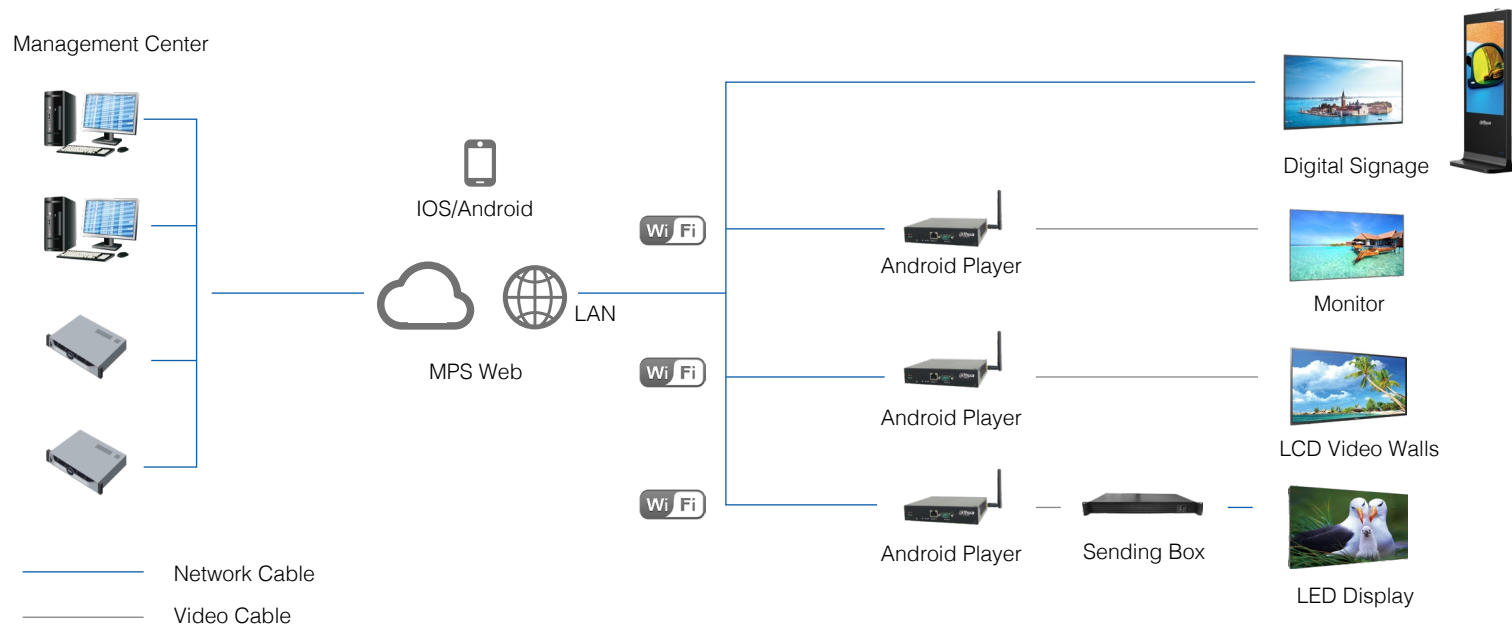 Management Center
IOS/Android
LAN
MPS Web
Wi Fi
Wi Fi
Wi Fi
Android Player
Android Player
Android Player
Sending Box
alhua
Digital Signage
Monitor
LCD Video Walls
LED Display
Network Cable
Video Cable